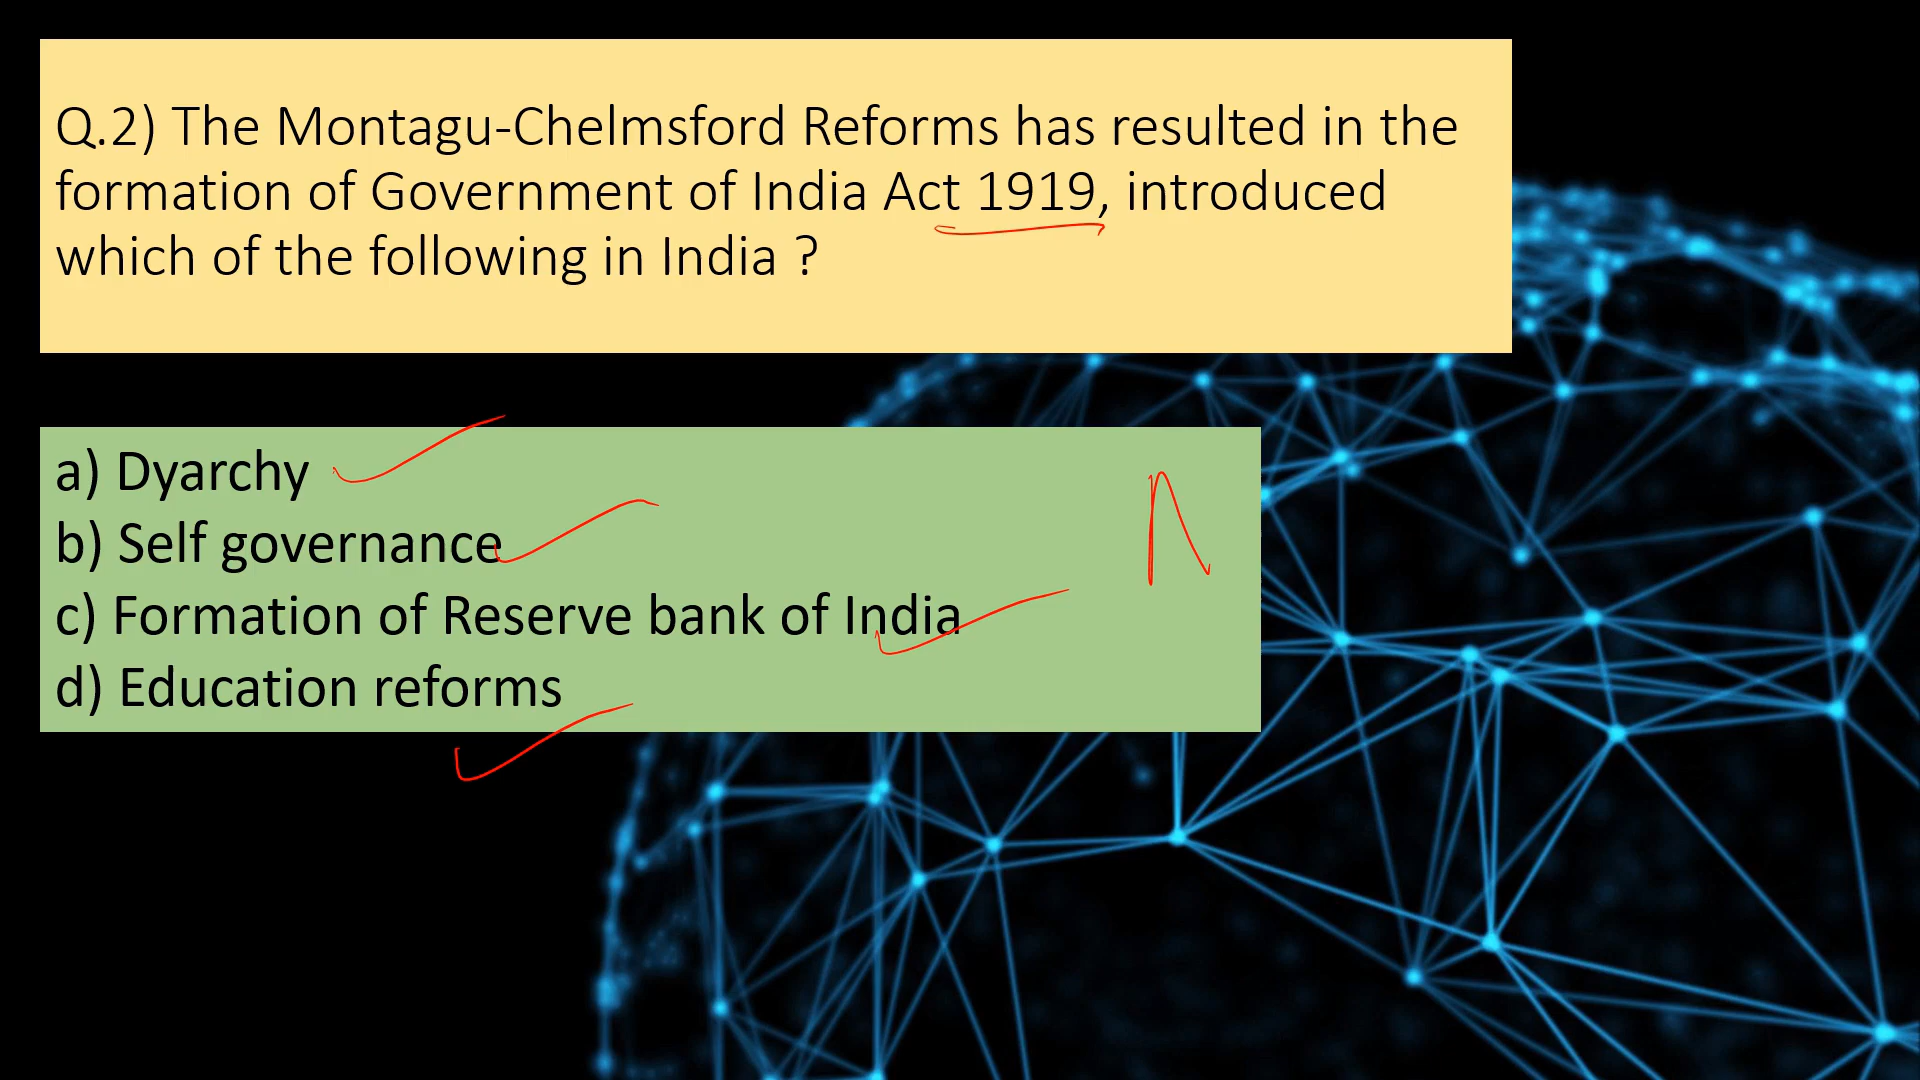 Q.2) The Montagu-Chelmsford Reforms has resulted in the
formation of Government of India Act 1919, introduced
which of the following in India ?
a) Dyarchy
b) Self governance
c) Formation of Reserve bank of India
d) Education reforms